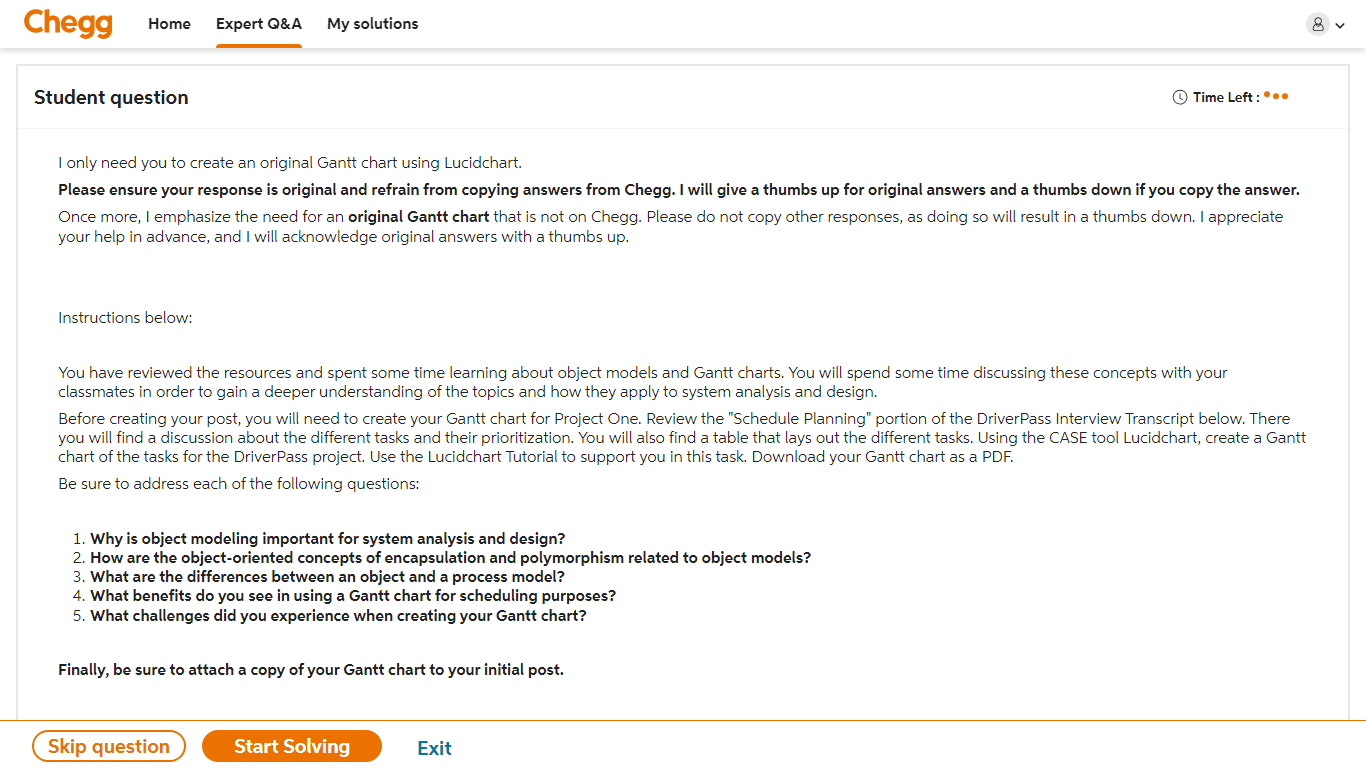 Chegg
Home Expert Q&A My solutions
Student question
Time Left :
I only need you to create an original Gantt chart using Lucidchart.
Please ensure your response is original and refrain from copying answers from Chegg. I will give a thumbs up for original answers and a thumbs down if you copy the answer.
Once more, I emphasize the need for an original Gantt chart that is not on Chegg. Please do not copy other responses, as doing so will result in a thumbs down. I appreciate
your help in advance, and I will acknowledge original answers with a thumbs up.
Instructions below:
You have reviewed the resources and spent some time learning about object models and Gantt charts. You will spend some time discussing these concepts with your
classmates in order to gain a deeper understanding of the topics and how they apply to system analysis and design.
Before creating your post, you will need to create your Gantt chart for Project One. Review the "Schedule Planning" portion of the DriverPass Interview Transcript below. There
you will find a discussion about the different tasks and their prioritization. You will also find a table that lays out the different tasks. Using the CASE tool Lucidchart, create a Gantt
chart of the tasks for the DriverPass project. Use the Lucidchart Tutorial to support you in this task. Download your Gantt chart as a PDF.
Be sure to address each of the following questions:
1. Why is object modeling important for system analysis and design?
2. How are the object-oriented concepts of encapsulation and polymorphism related to object models?
3. What are the differences between an object and a process model?
4. What benefits do you see in using a Gantt chart for scheduling purposes?
5. What challenges did you experience when creating your Gantt chart?
Finally, be sure to attach a copy of your Gantt chart to your initial post.
Skip question Start Solving Exit